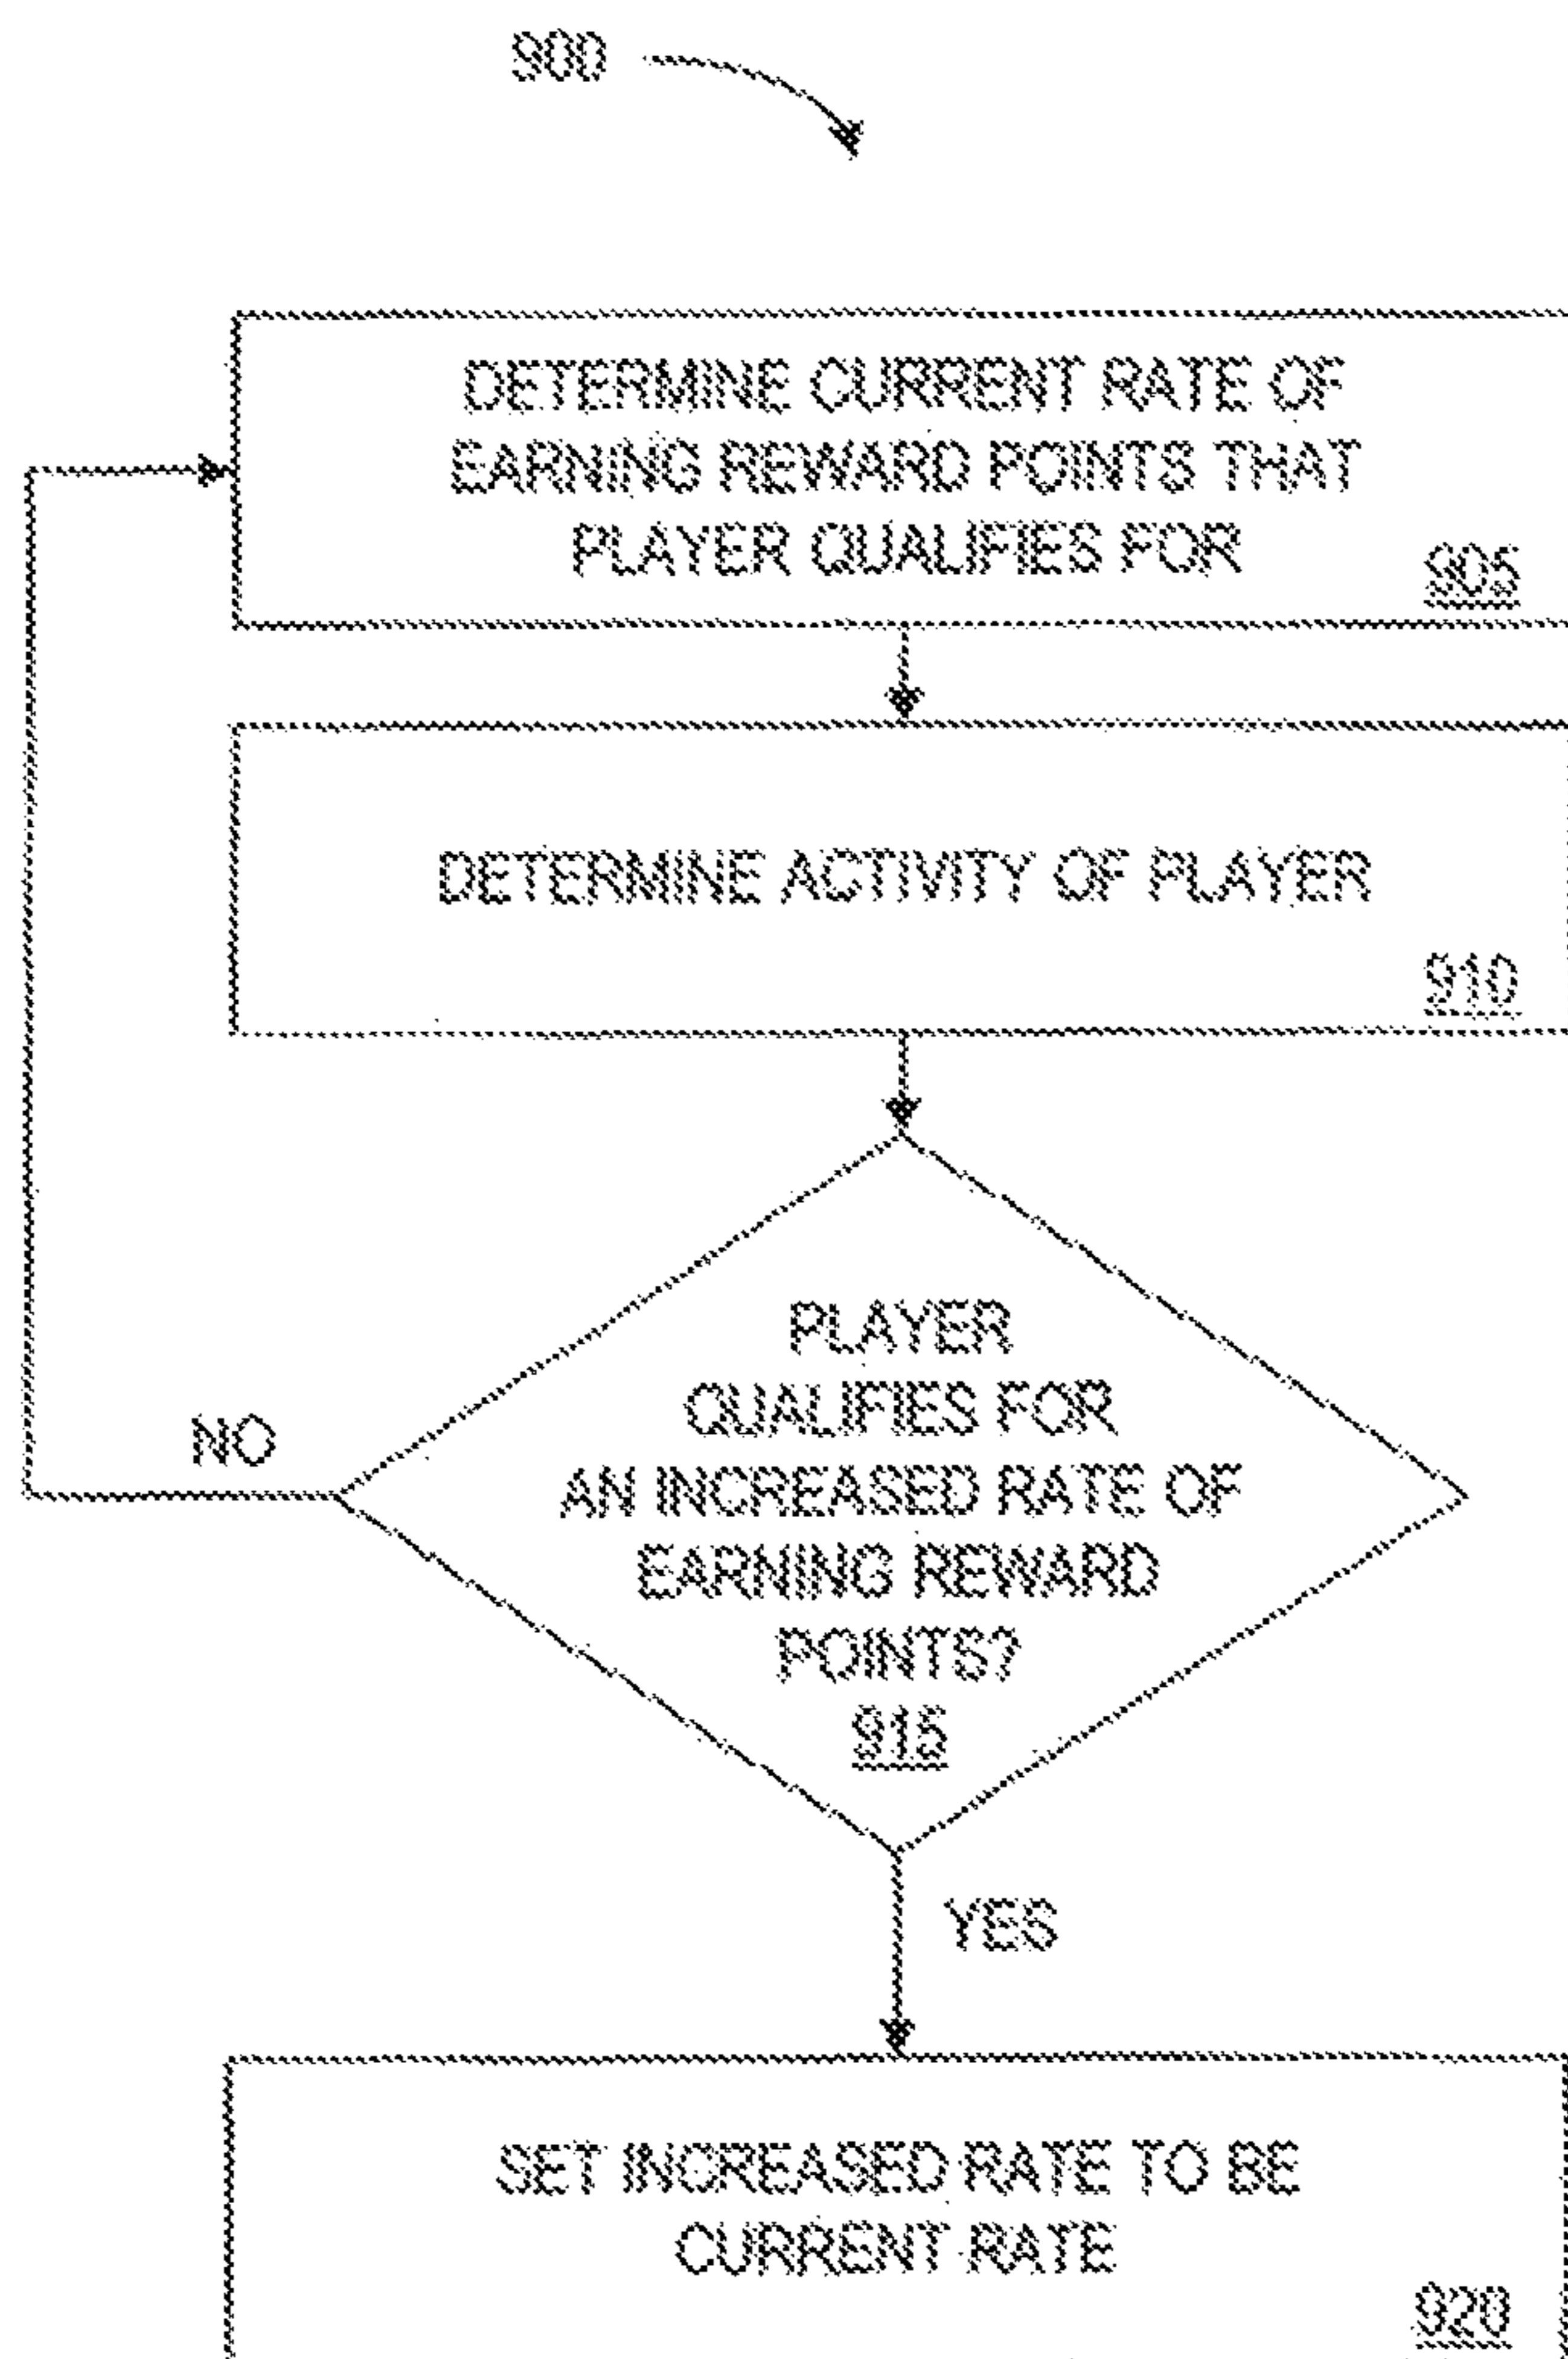 900
DETERMINE CURRENT RATE OF
EARNING REWARD POINTS THAT
PLAYER QUALIFIES FOR
905
DETERMINE ACTIVITY OF PLAYER
910
PLAYER
QUALIFIES FOR
AN INCREASED RATE OF
EARNING REWARD
POINTS?
915
NO
YES
SET INCREASED RATE TO BE
CURRENT RATE
920